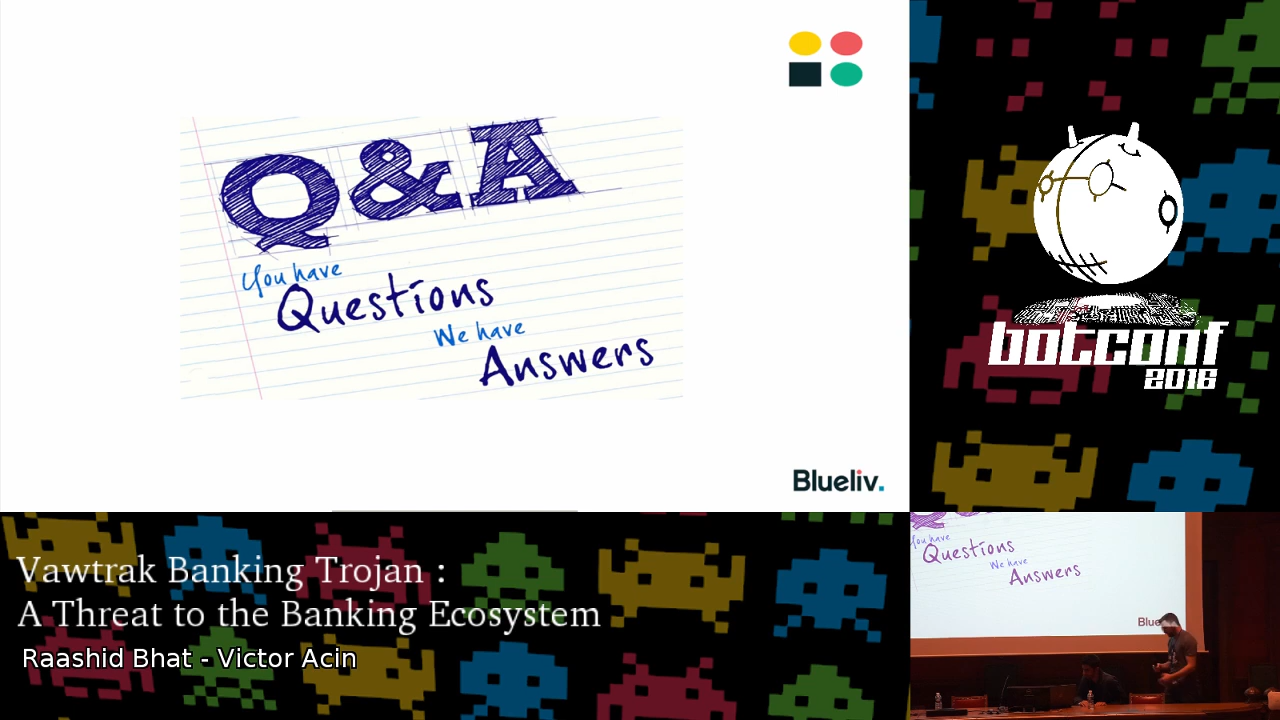 Q&A
You have
Questions
We have
Answers
Blueliv.
botconf
2016
Vawtrak Banking Trojan :
A Threat to the Banking Ecosystem
Raashid Bhat - Victor Acin
you have
Questions
We have
Answers
Blue